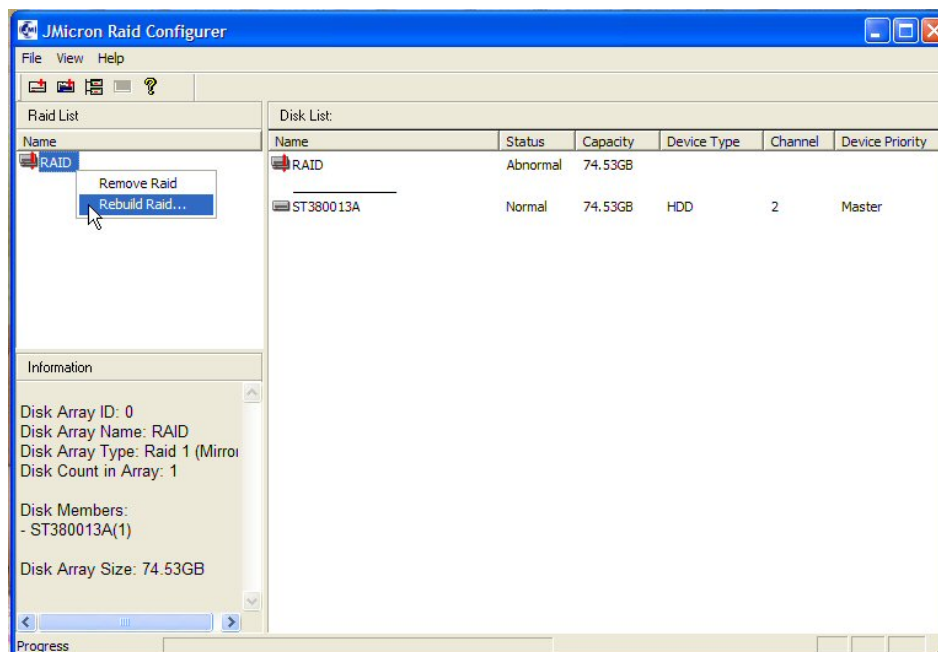 JMicron Raid Configurer
File View Help
Raid List
Disk List:
Name
Name Status Capacity Device Type Channel Device Priority
RAID
RAID Abnormal 74.53GB
Remove Raid
Rebuild Raid...
ST380013A Normal 74.53GB HDD 2 Master
Information
Disk Array ID: 0
Disk Array Name: RAID
Disk Array Type: Raid 1 (Mirror
Disk Count in Array: 1
Disk Members:
- ST380013A(1)
Disk Array Size: 74.53GB
Progress